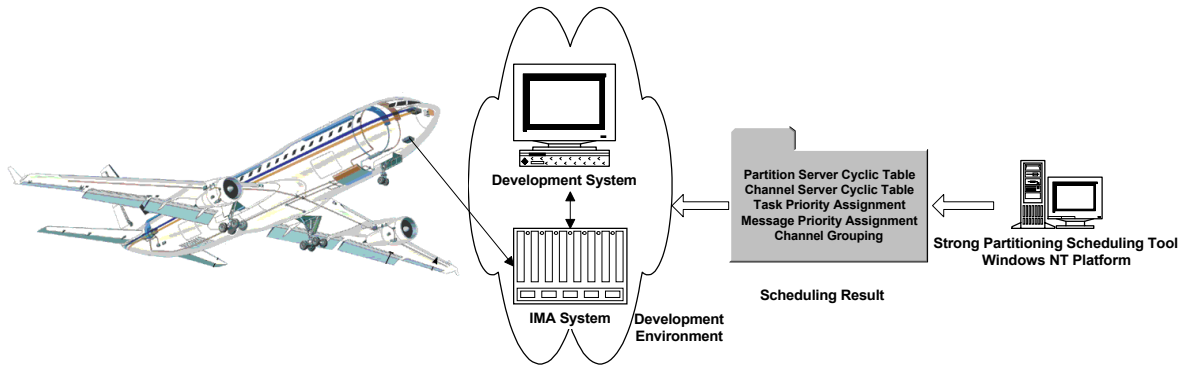 Development System
IMA System
Development
Environment
Partition Server Cyclic Table
Channel Server Cyclic Table
Task Priority Assignment
Message Priority Assignment
Channel Grouping
Scheduling Result
Strong Partitioning Scheduling Tool
Windows NT Platform